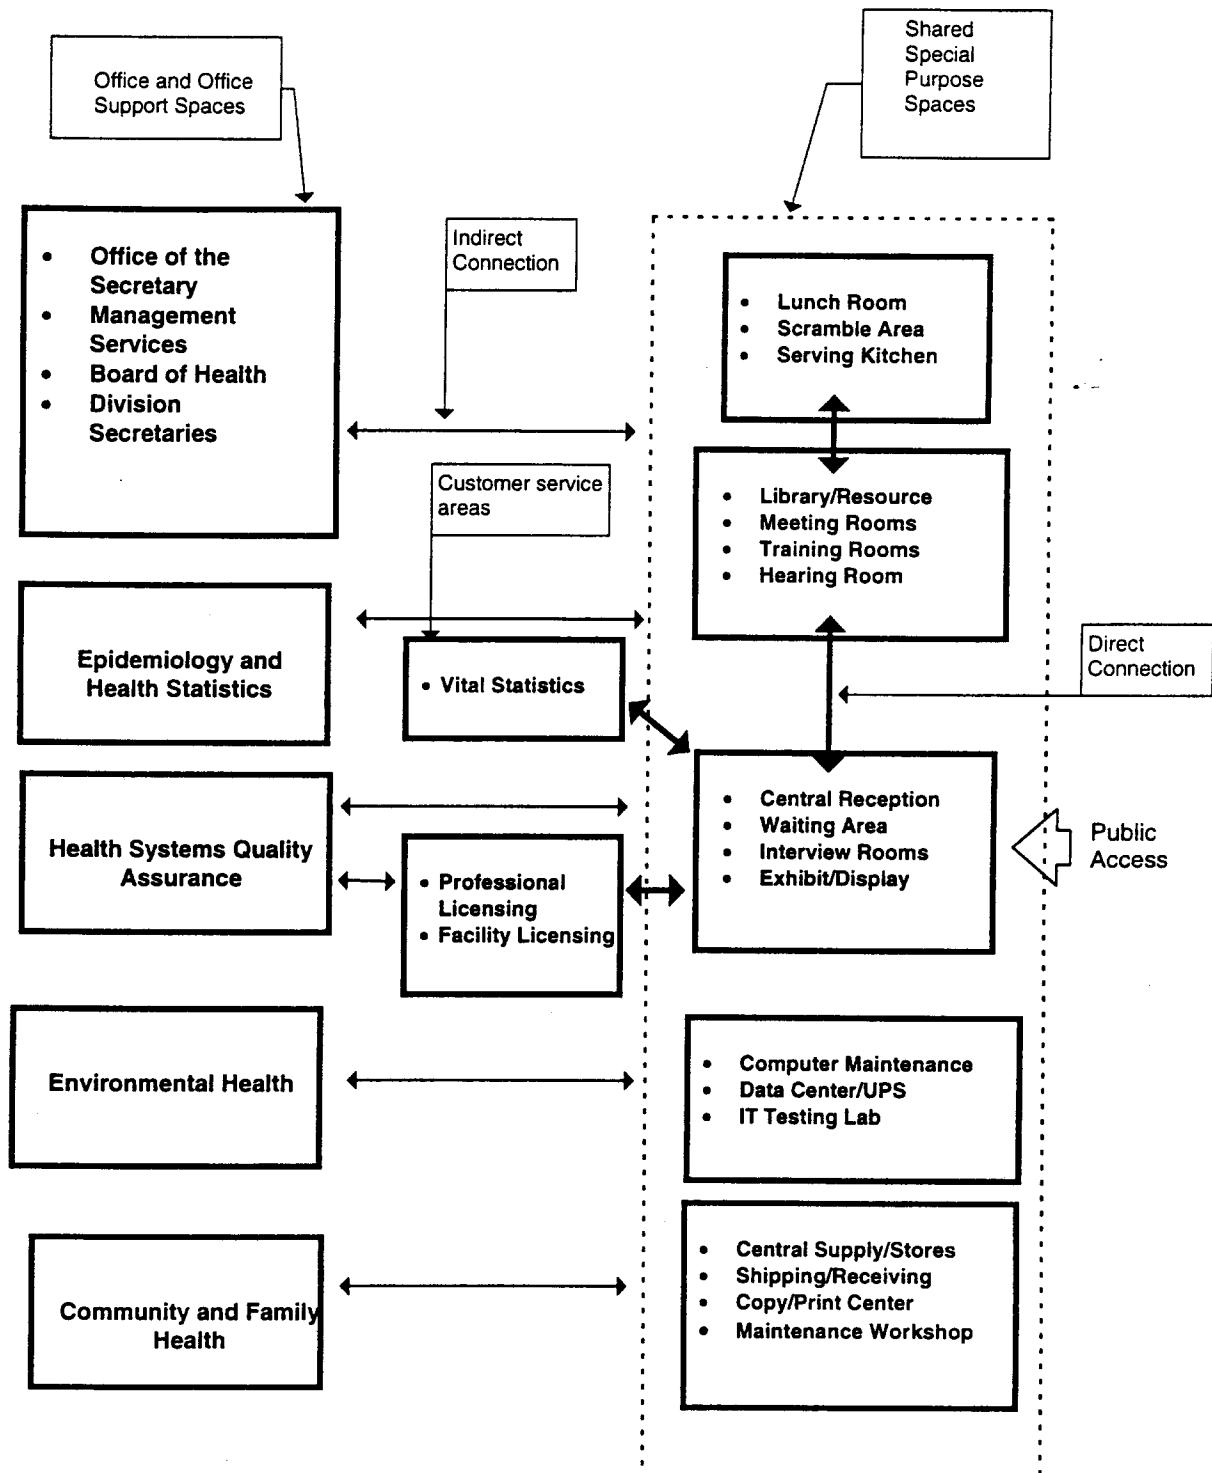 Office and Office
Support Spaces
Shared
Special
Purpose
Spaces
• Office of the
Secretary
• Management
Services
• Board of Health
• Division
Secretaries
Indirect
Connection
• Lunch Room
• Scramble Area
• Serving Kitchen
Customer service
areas
• Library/Resource
• Meeting Rooms
• Training Rooms
• Hearing Room
Epidemiology and
Health Statistics
• Vital Statistics
Direct
Connection
Health Systems Quality
Assurance
• Professional
Licensing
• Facility Licensing
• Central Reception
• Waiting Area
• Interview Rooms
• Exhibit/Display
Public
Access
Environmental Health
• Computer Maintenance
• Data Center/UPS
• IT Testing Lab
Community and Family
Health
• Central Supply/Stores
• Shipping/Receiving
• Copy/Print Center
• Maintenance Workshop